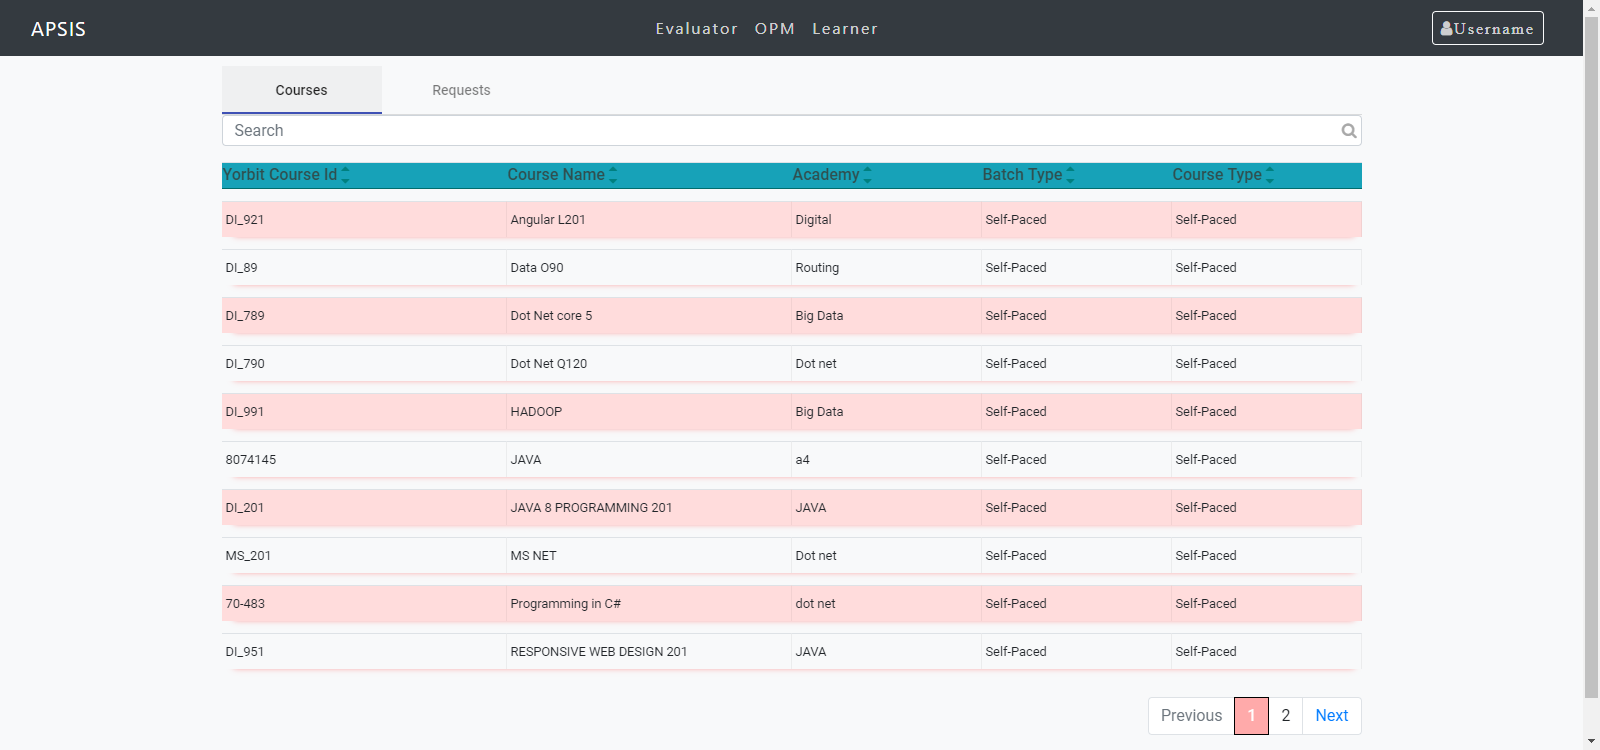 APSIS Evaluator OPM Learner Username
Courses Requests
Search
Yorbit Course Id Course Name Academy Batch Type Course Type
DI_921 Angular L201 Digital Self-Paced Self-Paced
DI_89 Data O90 Routing Self-Paced Self-Paced
DI_789 Dot Net core 5 Big Data Self-Paced Self-Paced
DI_790 Dot Net Q120 Dot net Self-Paced Self-Paced
DI_991 HADOOP Big Data Self-Paced Self-Paced
8074145 JAVA a4 Self-Paced Self-Paced
DI_201 JAVA 8 PROGRAMMING 201 JAVA Self-Paced Self-Paced
MS_201 MS NET Dot net Self-Paced Self-Paced
70-483 Programming in C# dot net Self-Paced Self-Paced
DI_951 RESPONSIVE WEB DESIGN 201 JAVA Self-Paced Self-Paced
Previous 1 2 Next